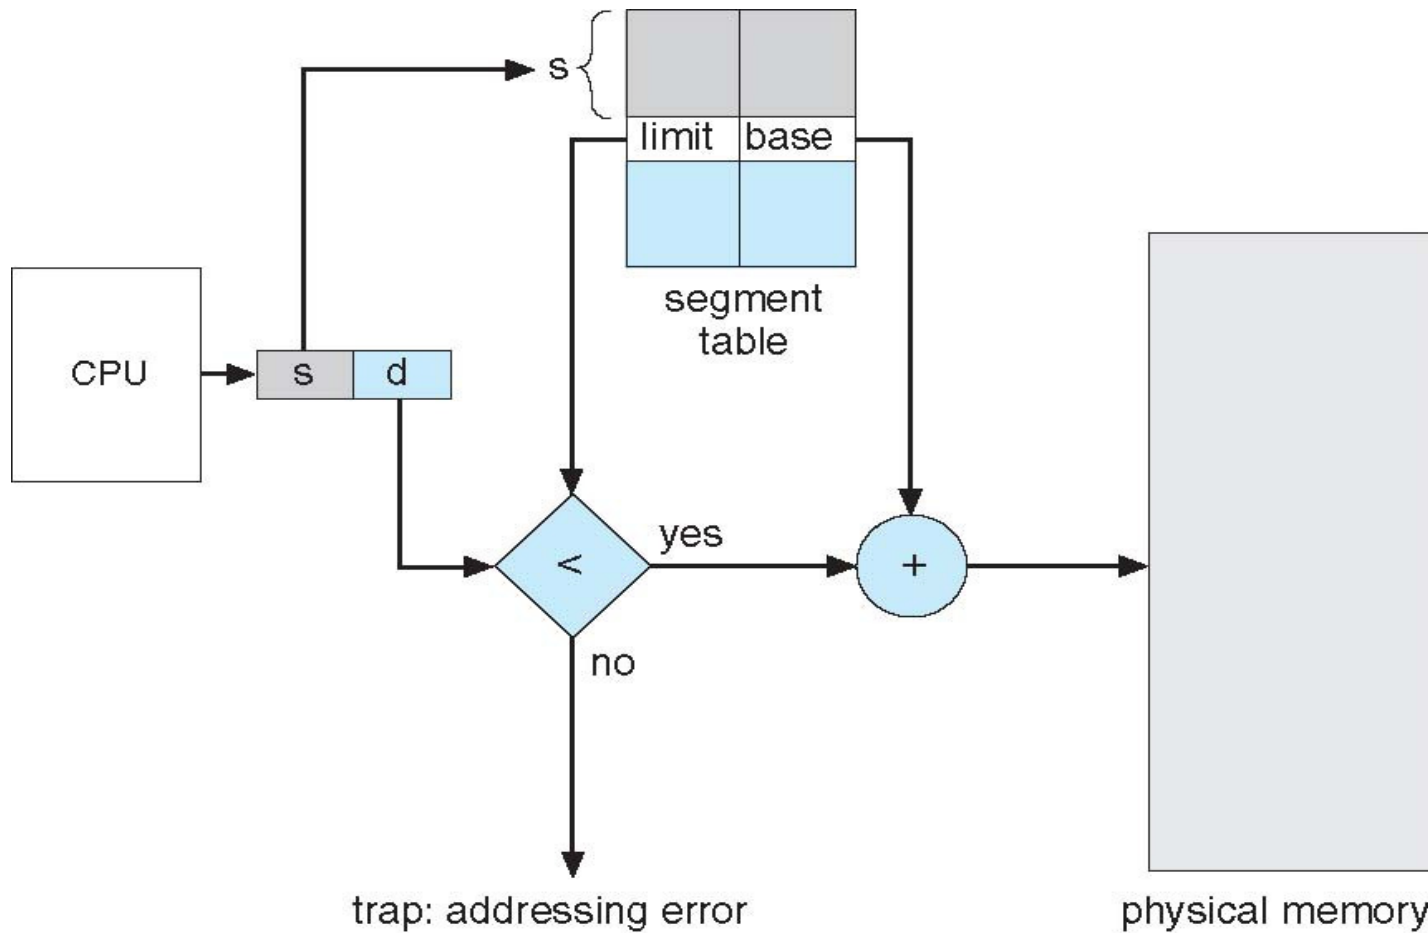 s
limit base
segment
table
CPU
s d
yes
<
+
no
trap: addressing error
physical memory